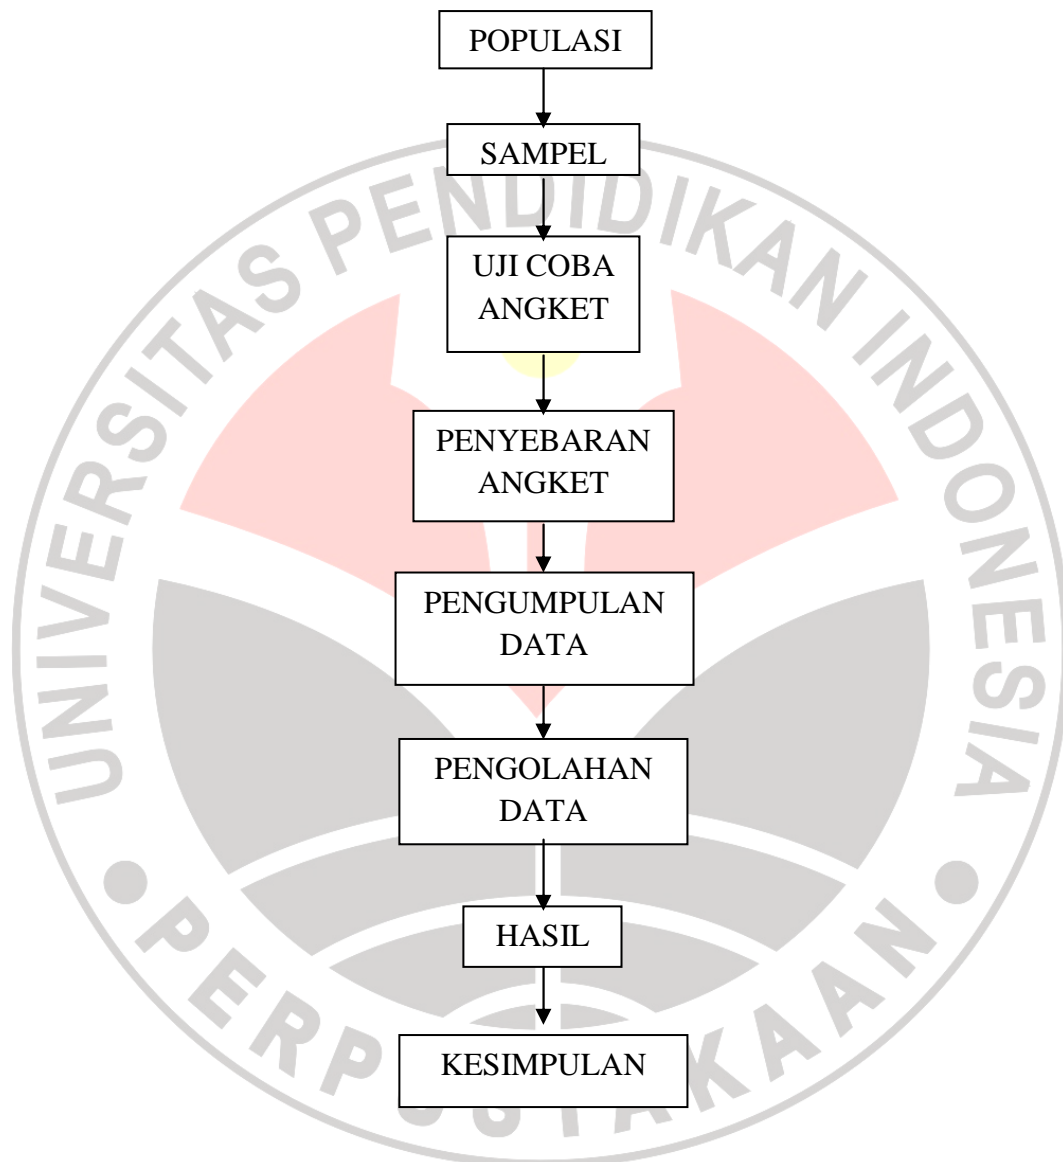 POPULASI
SAMPEL
UJI COBA
ANGKET
PENYEBARAN
ANGKET
PENGUMPULAN
DATA
PENGOLAHAN
DATA
HASIL
KESIMPULAN
UNIVERSITAS PENDIDIKAN INDONESIA
PERPUSTAKAAN